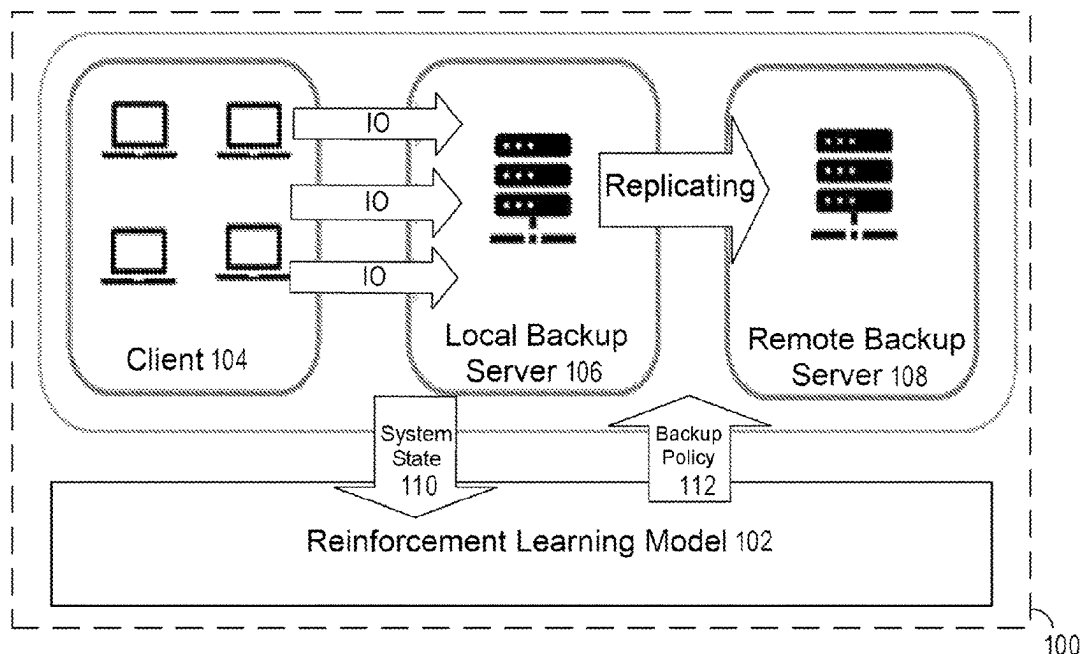 IO
IO
IO
Replicating
Client 104
Local Backup
Server 106
Remote Backup
Server 108
System
State
110
Backup
Policy
112
Reinforcement Learning Model 102
100